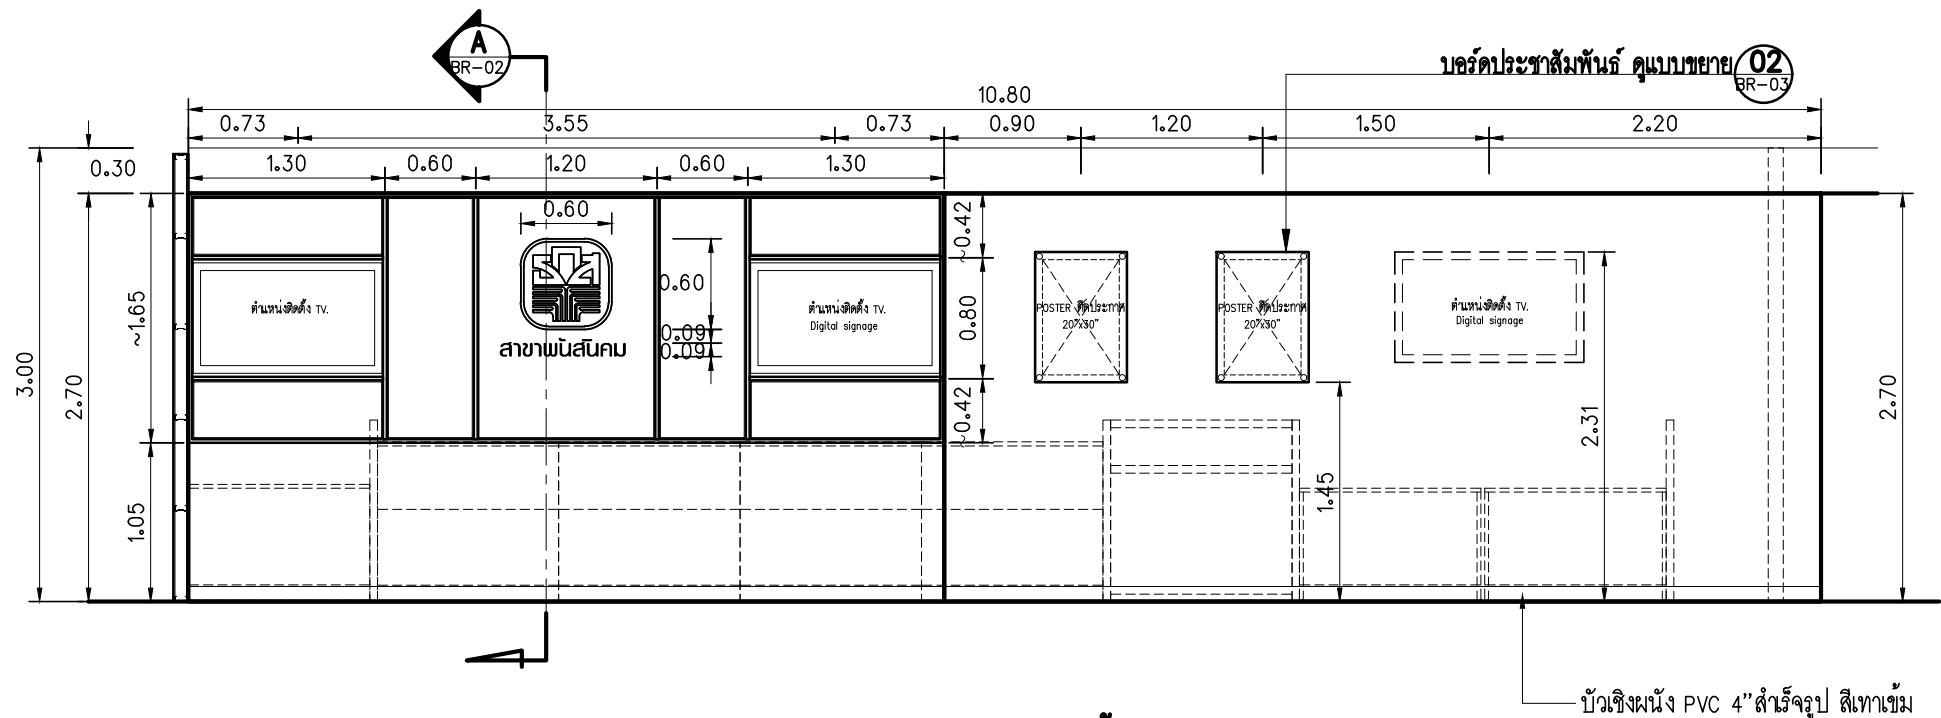 A
BR-02
บอร์ดประชาสัมพันธ์ ดูแบบขยาย
02
BR-03
10.80
0.73
3.55
0.73
0.90
1.20
1.50
2.20
0.30
1.30
0.60
1.20
0.60
1.30
0.60
~0.42
0.60
ตำแหน่งติดตั้ง TV.
ตำแหน่งติดตั้ง TV.
Digital signage
POSTER ติดประกาศ
20"x30"
POSTER ติดประกาศ
20"x30"
ตำแหน่งติดตั้ง TV.
Digital signage
~1.65
0.80
0.09
0.09
สาขาพนัสนิคม
3.00
2.70
2.70
~0.42
2.31
1.45
1.05
บัวเชิงผนัง PVC 4"สำเร็จรูป สีเทาเข้ม